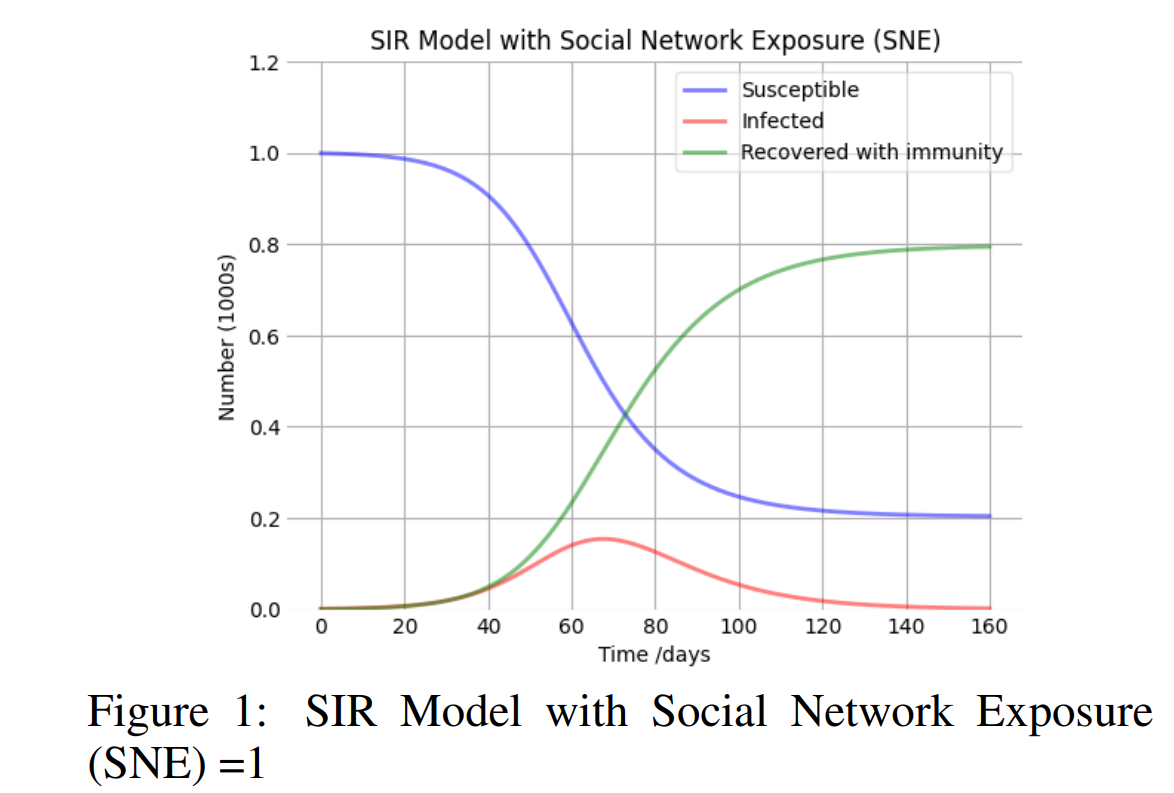 SIR Model with Social Network Exposure (SNE)
1.2
1.0
0.8
0.6
0.4
0.2
0.0
Number (1000s)
Susceptible
Infected
Recovered with immunity
0 20 40 60 80 100 120 140 160
Time /days
Figure 1: SIR Model with Social Network Exposure
(SNE) =1